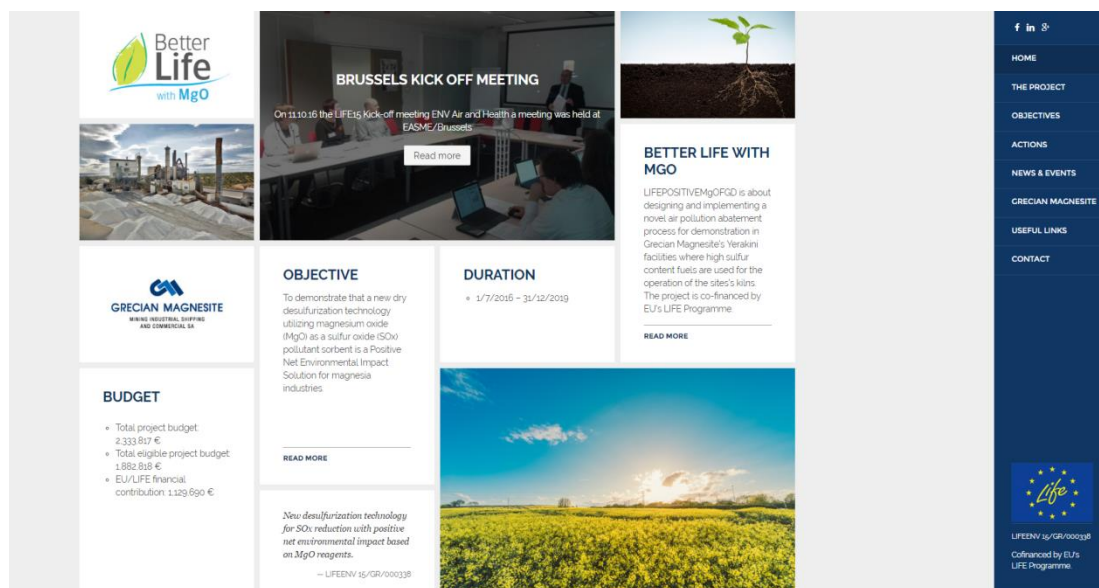 Better
Life
with MgO
BRUSSELS KICK OFF MEETING
On 11.10.16 the LIFE15 Kick-off meeting ENV Air and Health a meeting was held at
EASME/Brussels
Read more
BETTER LIFE WITH
MGO
LIFEPOSITIVEMgOFGD is about
designing and implementing a
novel air pollution abatement
process for demonstration in
Grecian Magnesite's Yerakini
facilities where high sulfur
content fuels are used for the
operation of the sites's kilns.
The project is co-financed by
EU's LIFE Programme
READ MORE
GRECIAN MAGNESITE
MINING INDUSTRIAL SHIPPING
AND COMMERCIAL SA
OBJECTIVE
To demonstrate that a new dry
desulfurization technology
utilizing magnesium oxide
(MgO) as a sulfur oxide (SOx)
pollutant sorbent is a Positive
Net Environmental Impact
Solution for magnesia
industries
READ MORE
DURATION
1/7/2016 – 31/12/2019
BUDGET
Total project budget
2.333.817 €
Total eligible project budget
1.882.818 €
EU/LIFE financial
contribution: 1.129.690 €
New desulfurization technology
for SOx reduction with positive
net environmental impact based
on MgO reagents.
— LIFEENV 15/GR/000338
f in g+
HOME
THE PROJECT
OBJECTIVES
ACTIONS
NEWS & EVENTS
GRECIAN MAGNESITE
USEFUL LINKS
CONTACT
Life
LIFEENV 15/GR/000338
Cofinanced by EU's
LIFE Programme.